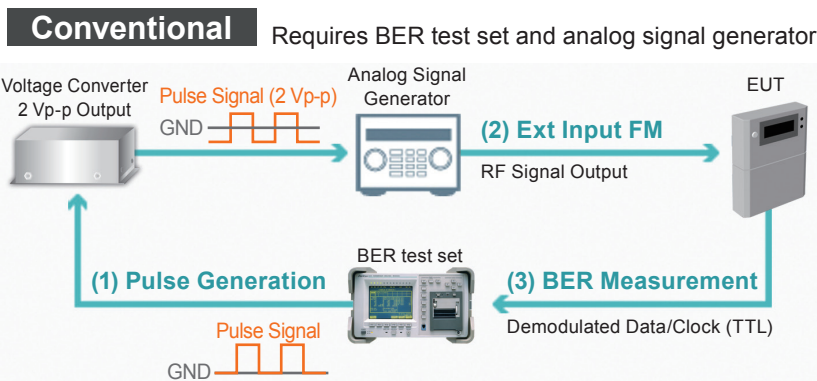 Conventional
Requires BER test set and analog signal generator
Voltage Converter
2 Vp-p Output
Pulse Signal (2 Vp-p)
GND
Analog Signal
Generator
(2) Ext Input FM
RF Signal Output
EUT
(1) Pulse Generation
BER test set
(3) BER Measurement
Demodulated Data/Clock (TTL)
Pulse Signal
GND